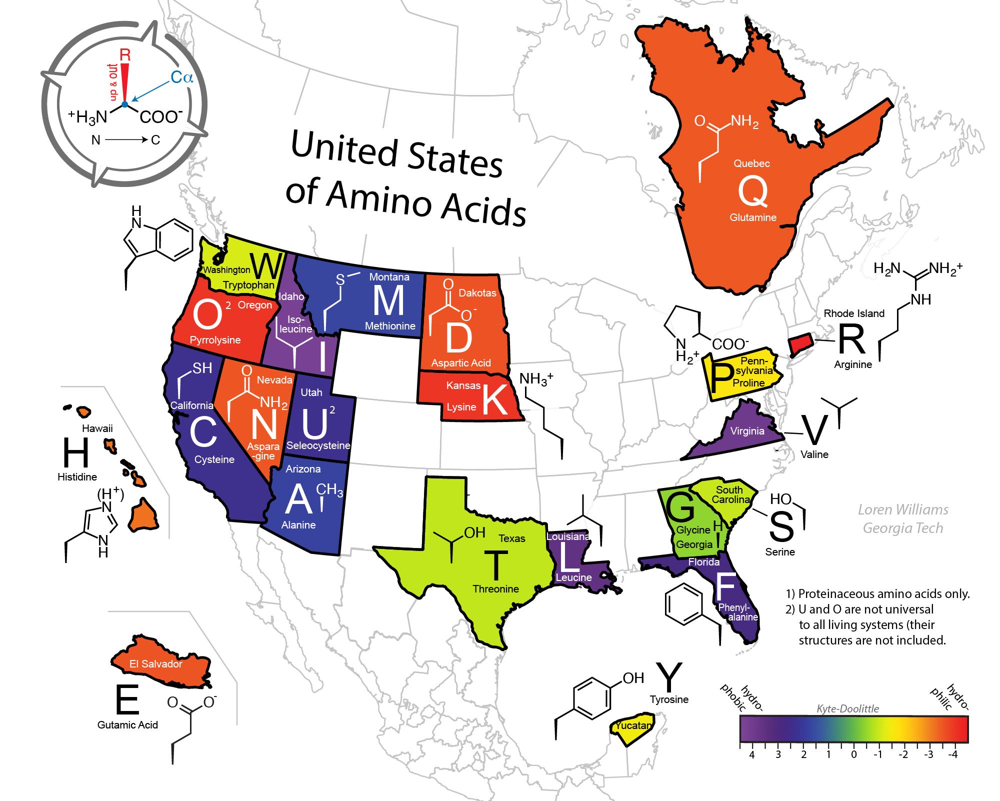 R
up & out
Cα
+H3N
COO-
N
C
United States
of Amino Acids
H
N
Washington
W
Tryptophan
O 2 Oregon
Pyrrolysine
Idaho
Iso-
leucine
I
S
Montana
M
Methionine
O
Dakotas
O-
D
Aspartic Acid
O
NH2
Quebec
Q
Glutamine
H2N
NH2+
NH
Rhode Island
R
Arginine
N
H2+
COO-
Penn-
sylvania
P
Proline
SH
California
C
Cysteine
O
Nevada
NH2
N
Aspara
-gine
Utah
U2
Seleocysteine
Kansas
K
Lysine
NH3+
Virginia
V
Valine
Hawaii
H
Histidine
(H+)
N
N
H
Arizona
A
CH3
Alanine
OH
Texas
T
Threonine
Louisiana
L
Leucine
G
Glycine
H
Georgia
South
Carolina
HO
S
Serine
Loren Williams
Georgia Tech
Florida
F
Phenyl-
alanine
1) Proteinaceous amino acids only.
2) U and O are not universal
to all living systems (their
structures are not included.
El Salvador
E
Gutamic Acid
O
O-
OH
Y
Tyrosine
Yucatan
hydro-
phobic
Kyte-Doolittle
hydro-
philic
4 3 2 1 0 -1 -2 -3 -4